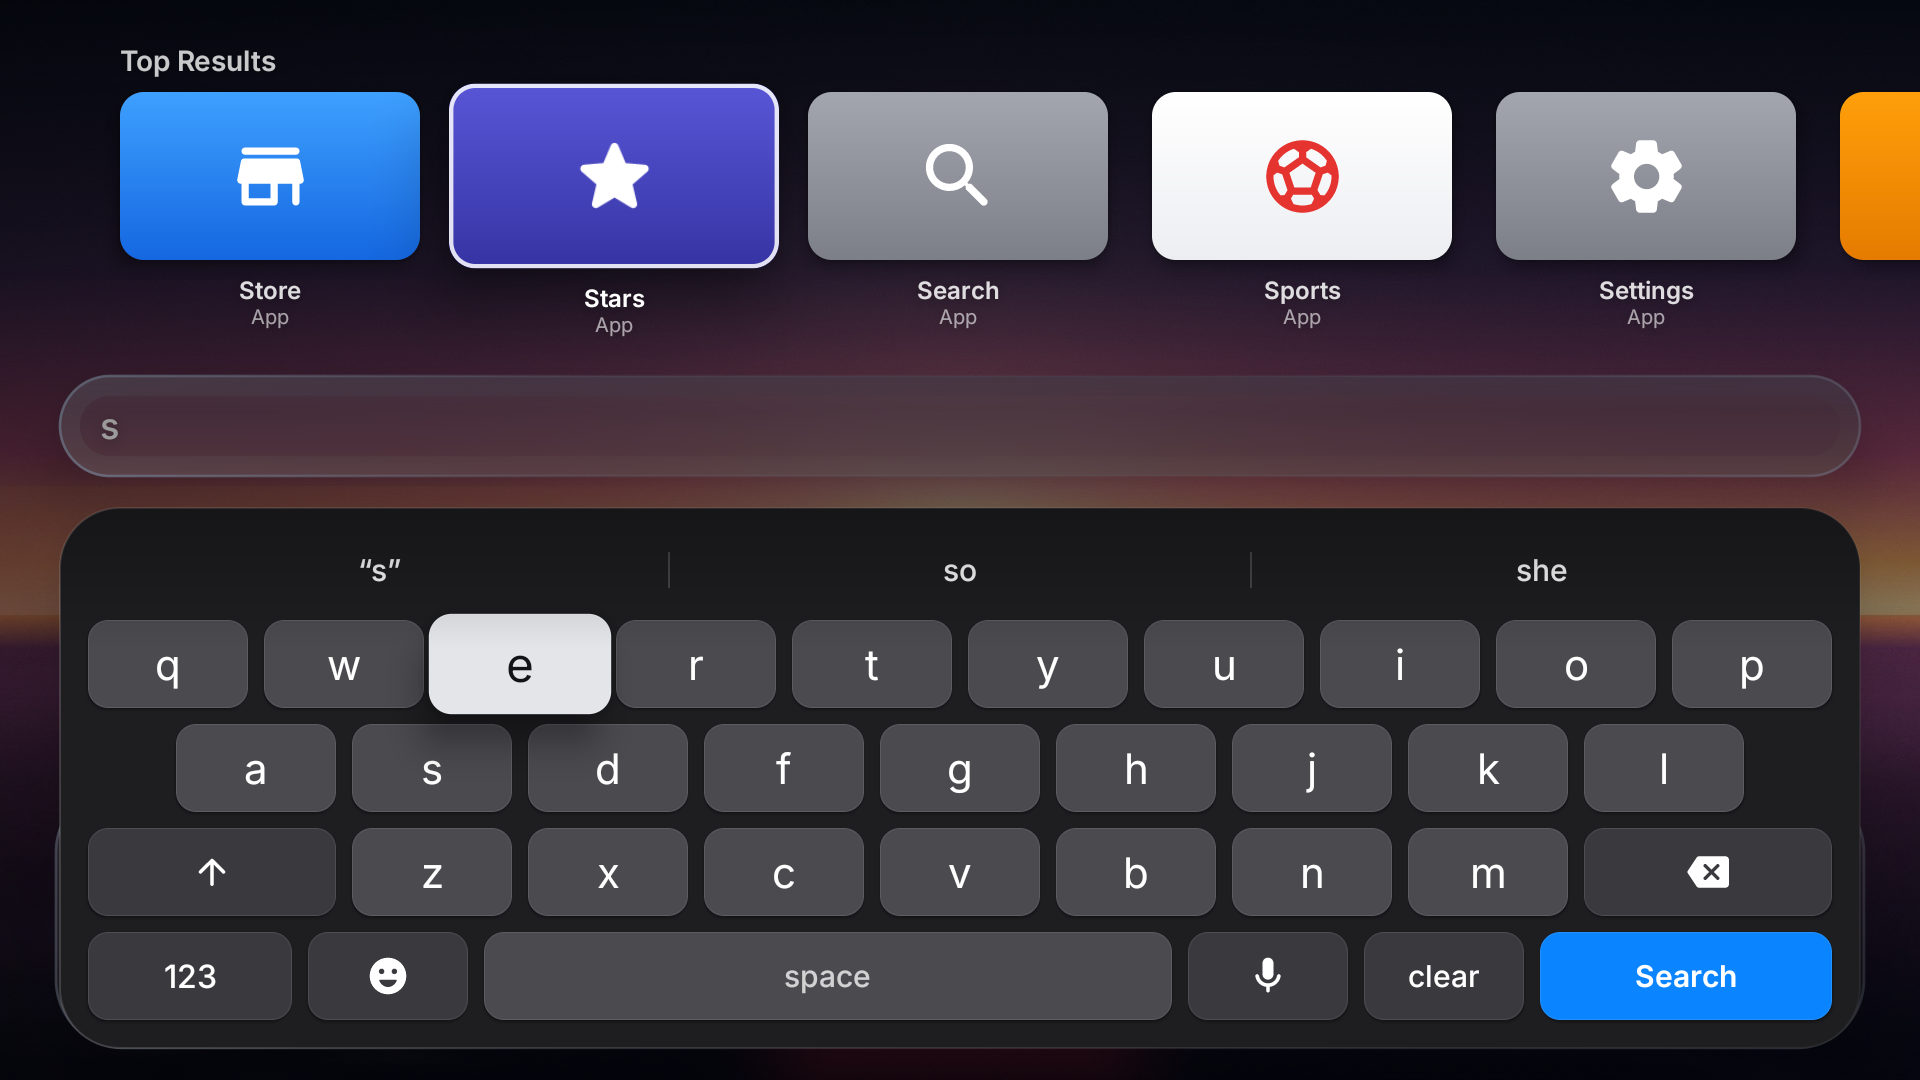 Top Results
Store
App
Stars
App
Search
App
Sports
App
Settings
App
s
“s” so she
q w e r t y u i o p
a s d f g h j k l
z x c v b n m
123 space clear Search